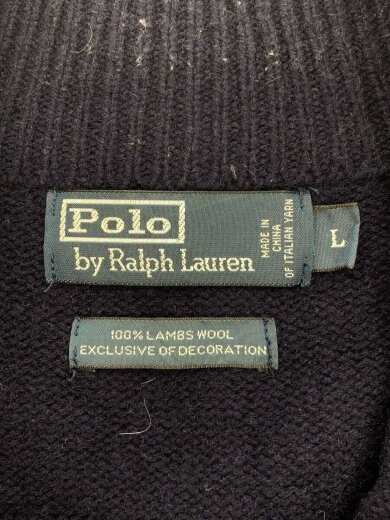 Polo
by Ralph Lauren
MADE IN
CHINA
OF ITALIAN YARN
L
100% LAMBS WOOL
EXCLUSIVE OF DECORATION